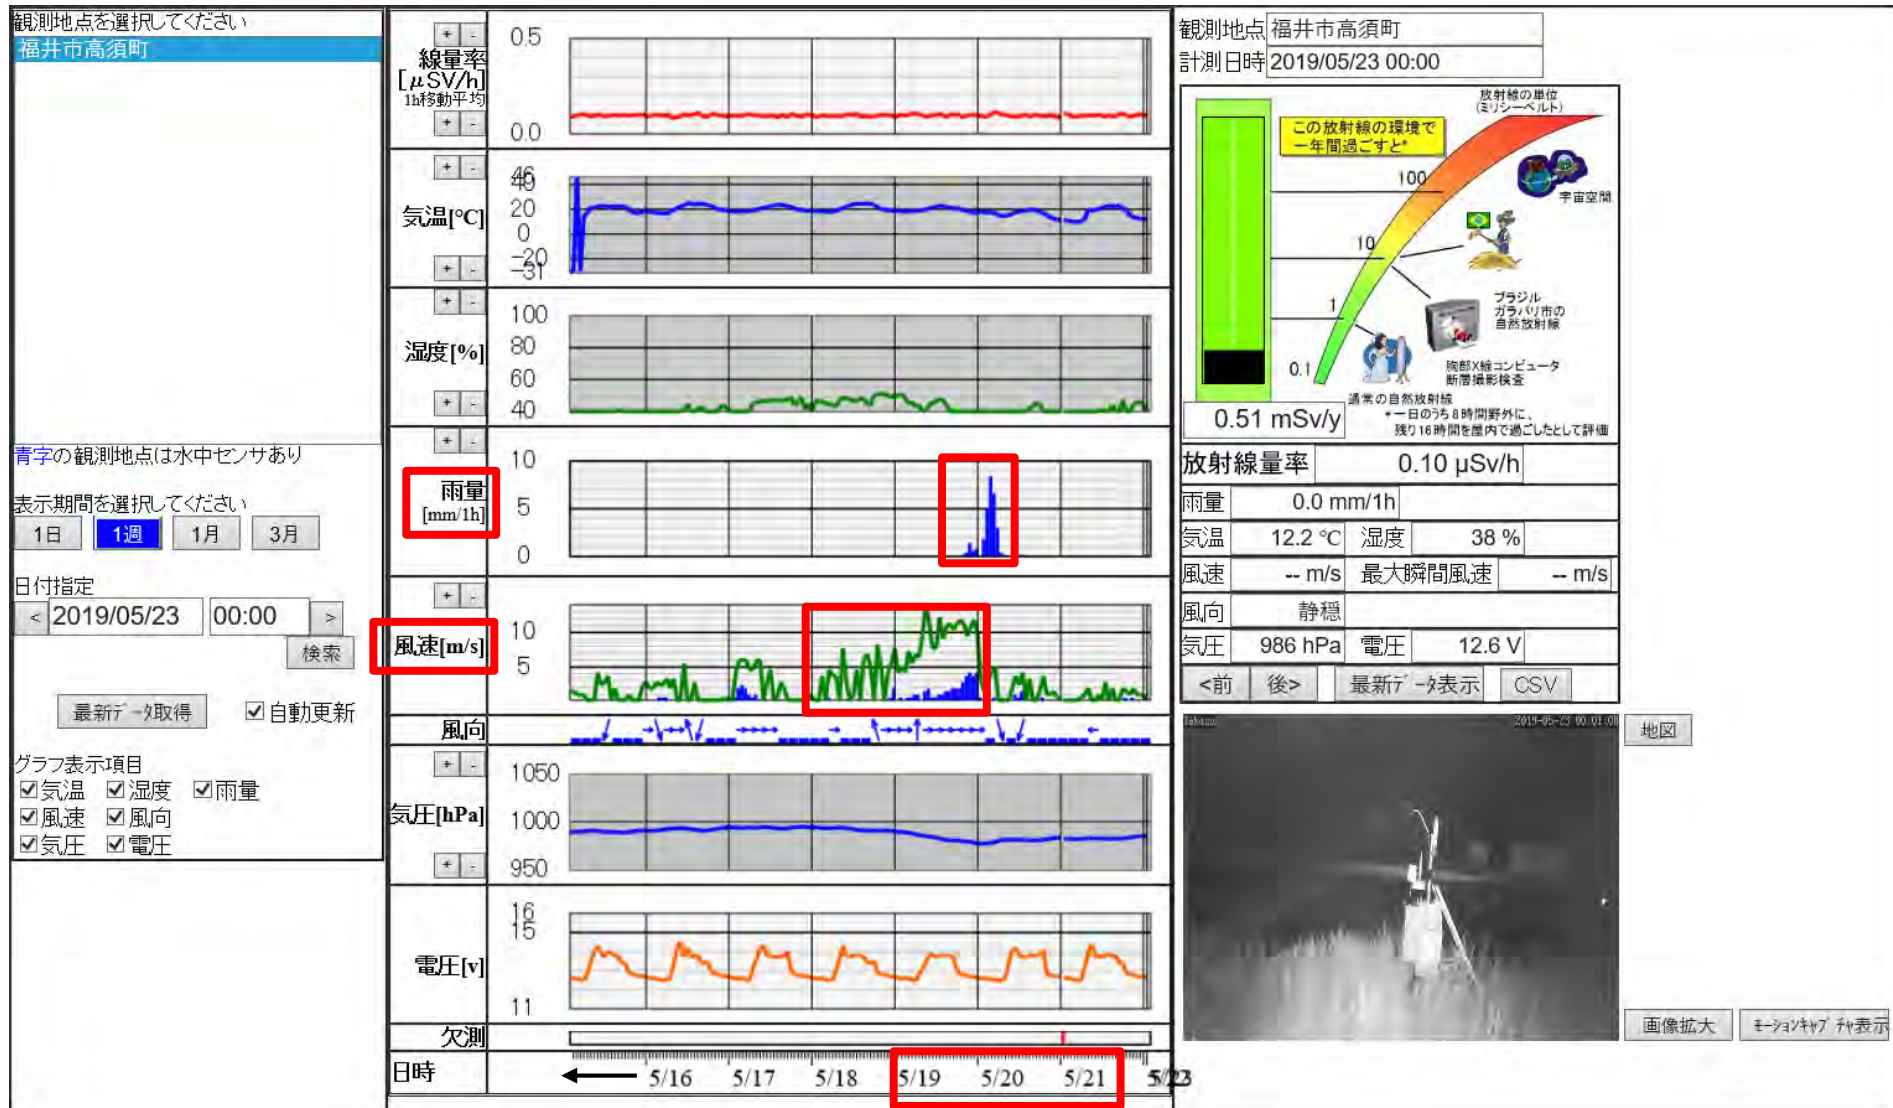 観測地点を選択してください
福井市高須町
青字の観測地点は水中センサあり
表示期間を選択してください
1日 1週 1月 3月
日付指定
< 2019/05/23 00:00 >
検索
最新ﾃﾞｰﾀ取得 自動更新
グラフ表示項目
気温 湿度 雨量
風速 風向
気圧 電圧
+ -
線量率
[μSV/h]
1h移動平均
+ -
0.5
0.0
+ -
気温[°C]
+ -
46
40
20
0
-20
-31
+ -
湿度[%]
+ -
100
80
60
40
+ -
雨量
[mm/1h]
10
5
0
+ -
風速[m/s]
10
5
風向
+ -
気圧[hPa]
+ -
1050
1000
950
電圧[v]
16
15
11
欠測
日時
5/16 5/17 5/18 5/19 5/20 5/21 5/23
観測地点 福井市高須町
計測日時 2019/05/23 00:00
放射線の単位
(ミリシーベルト)
この放射線の環境で
一年間過ごすと*
100
宇宙空間
10
ブラジル
ガラパリ市の
自然放射線
1
胸部X線コンピュータ
断層撮影検査
0.1
通常の自然放射線
*一日のうち8時間野外に、
残り16時間を屋内で過ごしたとして評価
0.51 mSv/y
放射線量率 0.10 μSv/h
雨量 0.0 mm/1h
気温 12.2 °C 湿度 38 %
風速 -- m/s 最大瞬間風速 -- m/s
風向 静穏
気圧 986 hPa 電圧 12.6 V
<前 後> 最新ﾃﾞｰﾀ表示 CSV
Takasu 2019-05-23 00:01:00
地図
画像拡大 ﾓｰｼｮﾝｷｬﾌﾟﾁｬ表示